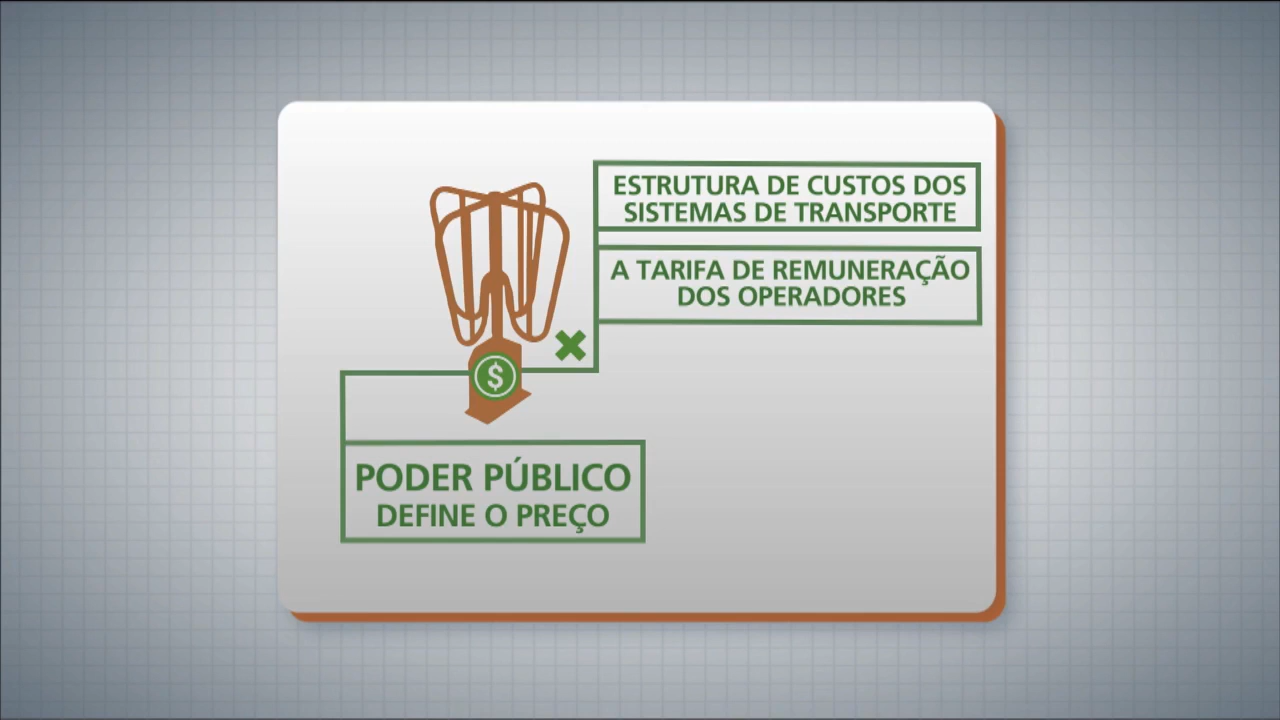 ESTRUTURA DE CUSTOS DOS
SISTEMAS DE TRANSPORTE
A TARIFA DE REMUNERAÇÃO
DOS OPERADORES
$
PODER PÚBLICO
DEFINE O PREÇO